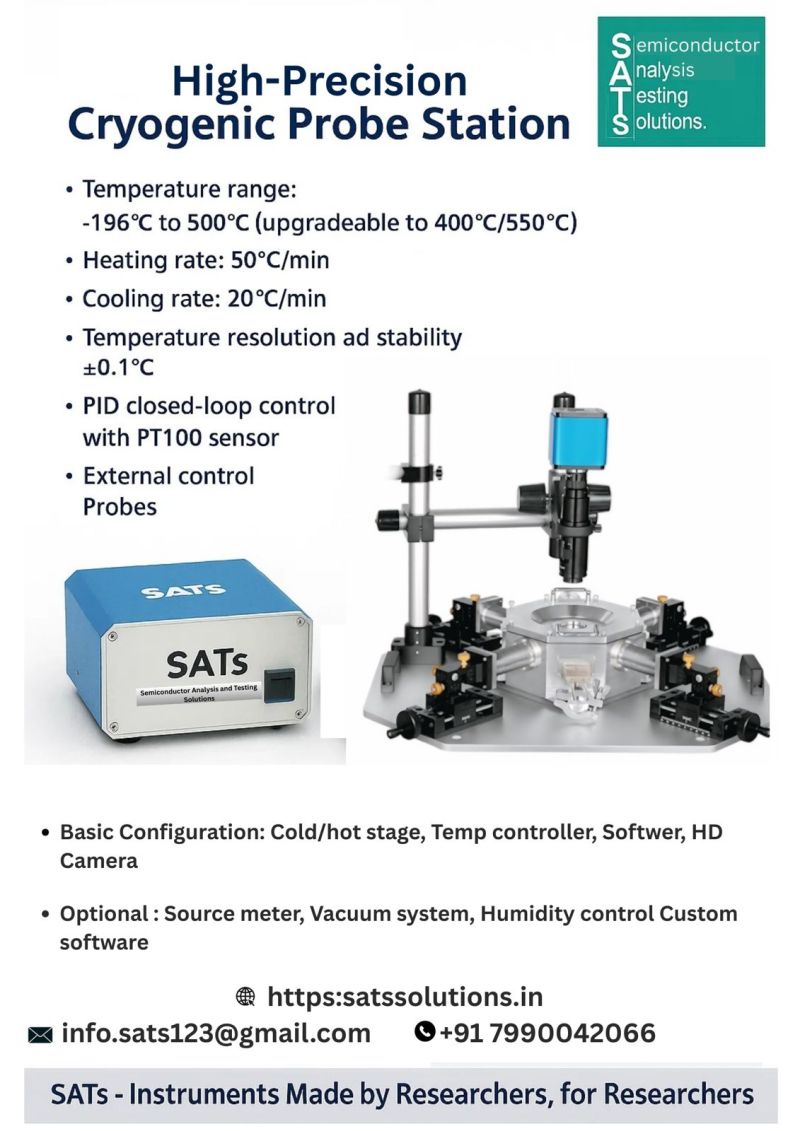 Semiconductor
Analysis
Testing
Solutions.
High-Precision
Cryogenic Probe Station
• Temperature range:
-196°C to 500°C (upgradeable to 400°C/550°C)
• Heating rate: 50°C/min
• Cooling rate: 20°C/min
• Temperature resolution ad stability
±0.1°C
• PID closed-loop control
with PT100 sensor
• External control
Probes
SATs
SATs
Semiconductor Analysis and Testing
Solutions
• Basic Configuration: Cold/hot stage, Temp controller, Softwer, HD
Camera
• Optional : Source meter, Vacuum system, Humidity control Custom
software
https:satssolutions.in
info.sats123@gmail.com
+91 7990042066
SATs - Instruments Made by Researchers, for Researchers